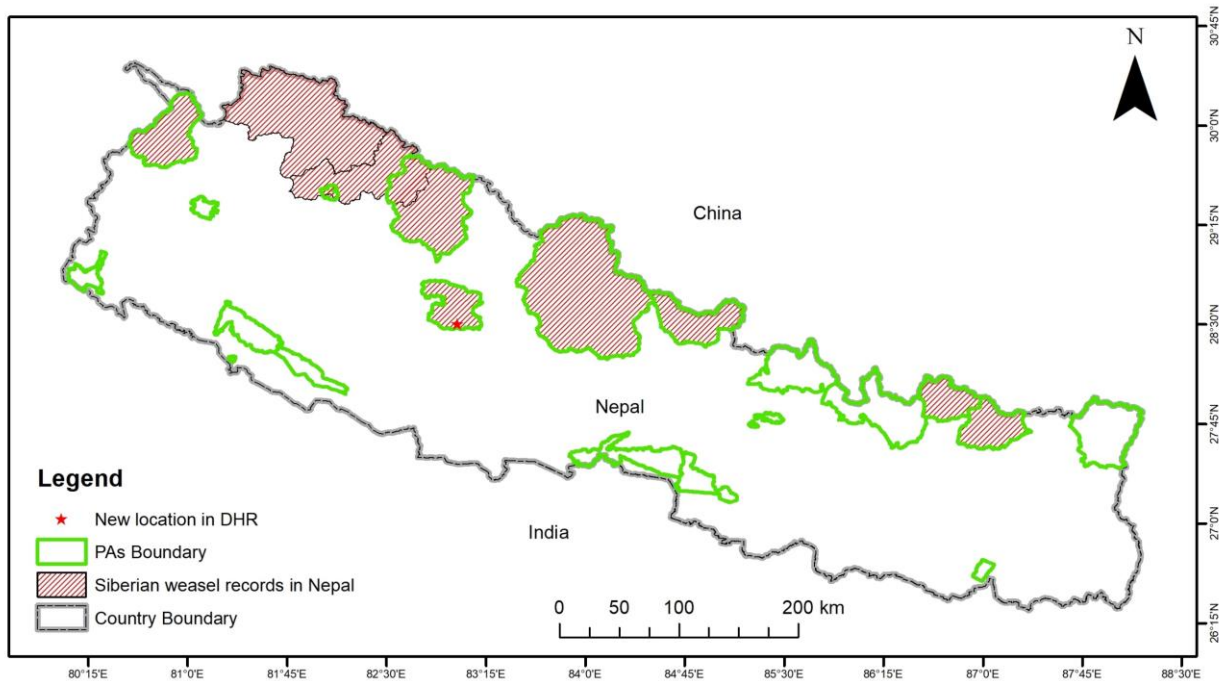 N
China
Nepal
India
Legend
New location in DHR
PAs Boundary
Siberian weasel records in Nepal
Country Boundary
0 50 100 200 km
30°45'N
30°0'N
29°15'N
28°30'N
27°45'N
27°0'N
26°15'N
80°15'E 81°0'E 81°45'E 82°30'E 83°15'E 84°0'E 84°45'E 85°30'E 86°15'E 87°0'E 87°45'E 88°30'E